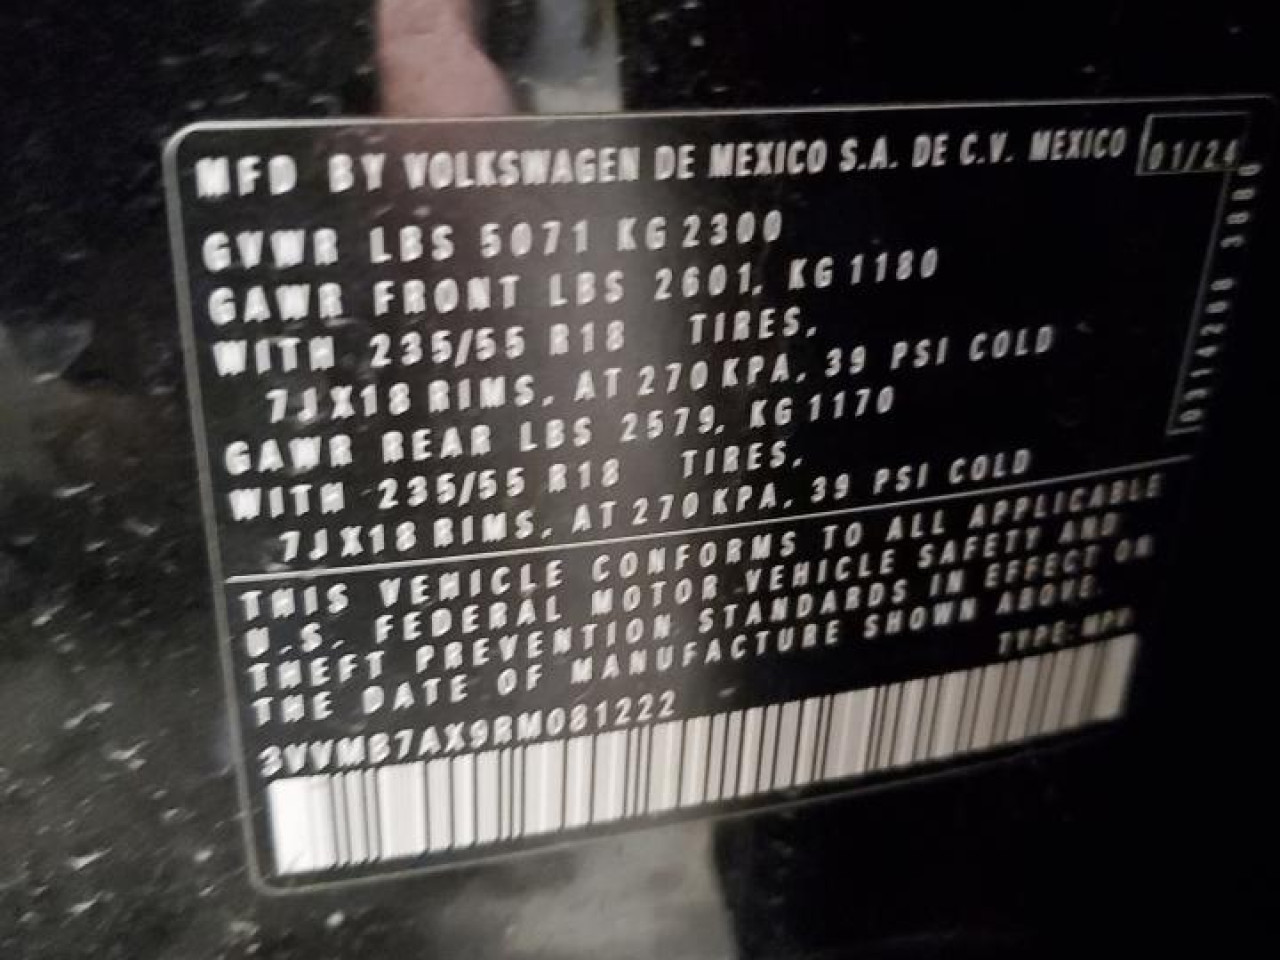 MFD BY VOLKSWAGEN DE MEXICO S.A. DE C.V. MEXICO 01/24
GVWR LBS 5071 KG 2300
GAWR FRONT LBS 2601, KG 1180
WITH 235/55 R18 TIRES,
7JX18 RIMS, AT 270 KPA, 39 PSI COLD
GAWR REAR LBS 2579, KG 1170
WITH 235/55 R18 TIRES,
7JX18 RIMS, AT 270 KPA, 39 PSI COLD
THIS VEHICLE CONFORMS TO ALL APPLICABLE
U.S. FEDERAL MOTOR VEHICLE SAFETY AND
THEFT PREVENTION STANDARDS IN EFFECT ON
THE DATE OF MANUFACTURE SHOWN ABOVE.
TYPE: MPV
3VVMB7AX9RM081222